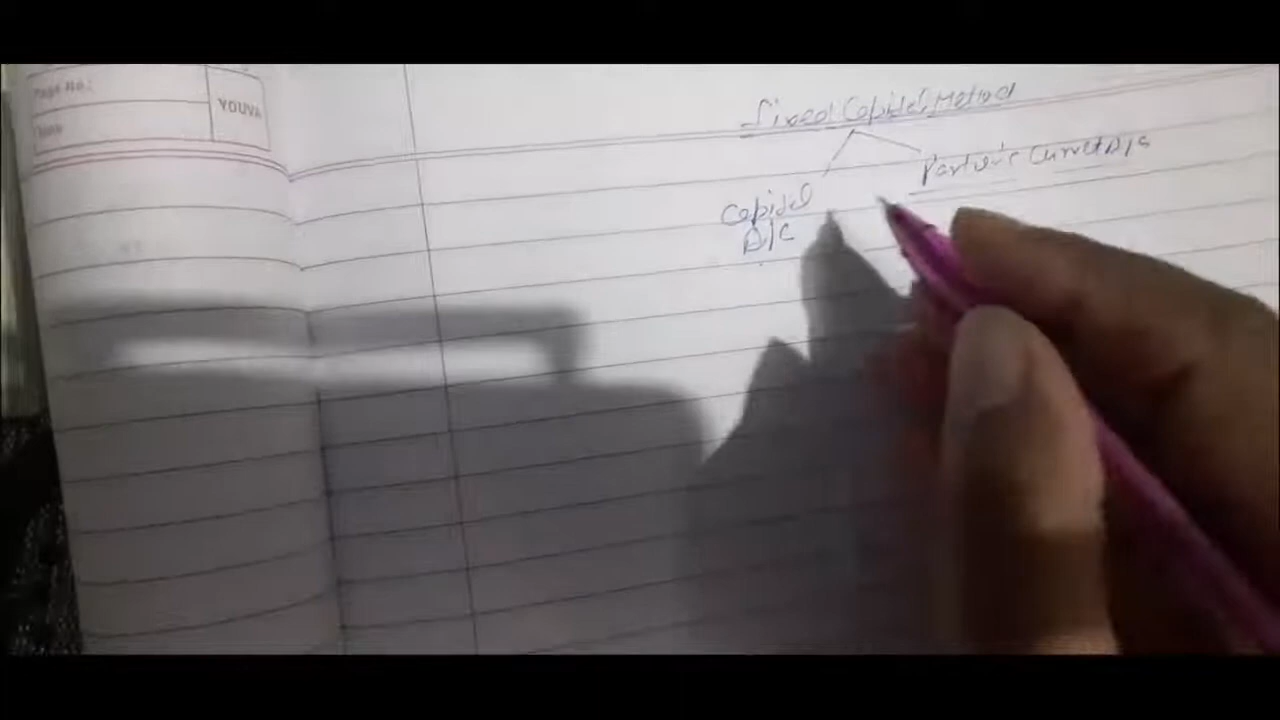 Page No.:
Date
YOUVA
Fixed Capital Method
Partner's Current A/c
Capital
A/C